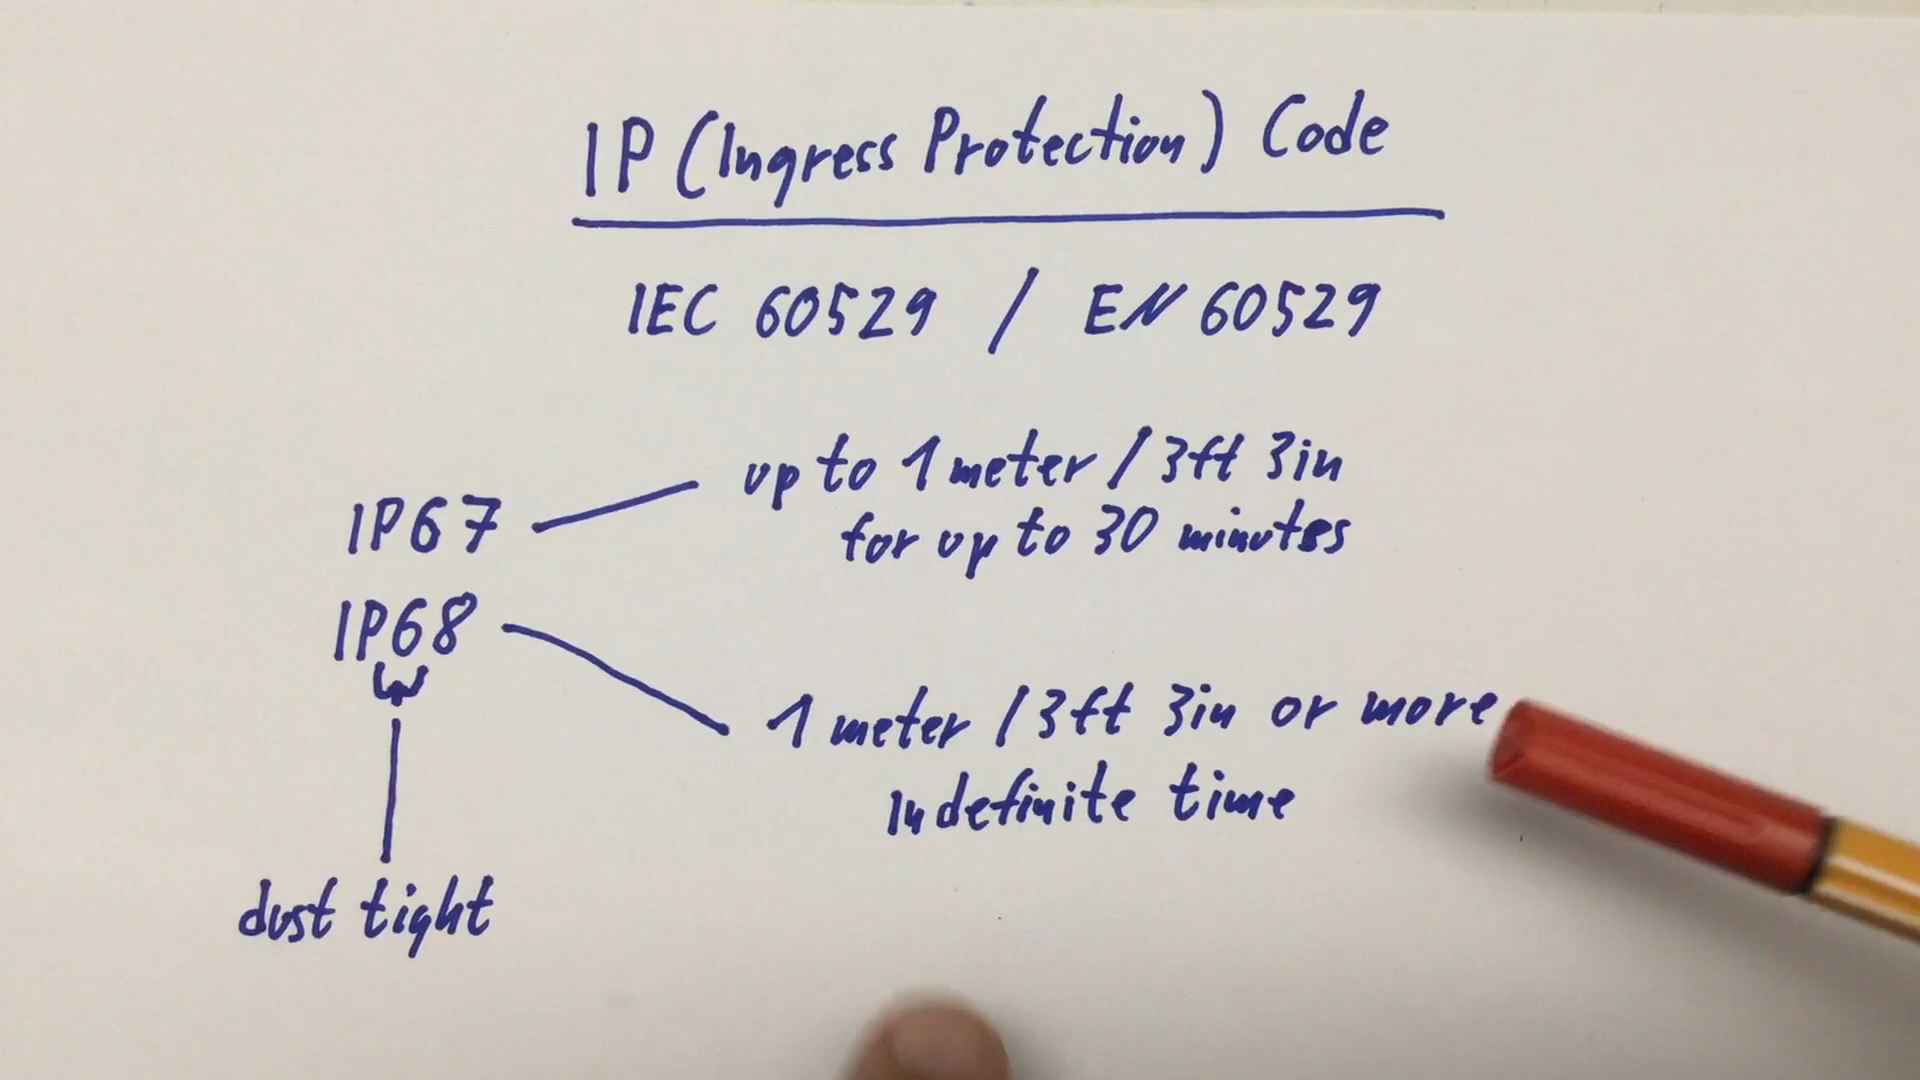 IP (Ingress Protection) Code
IEC 60529 / EN 60529
IP67
up to 1 meter / 3ft 3in
for up to 30 minutes
IP68
1 meter / 3ft 3in or more
Indefinite time
dust tight